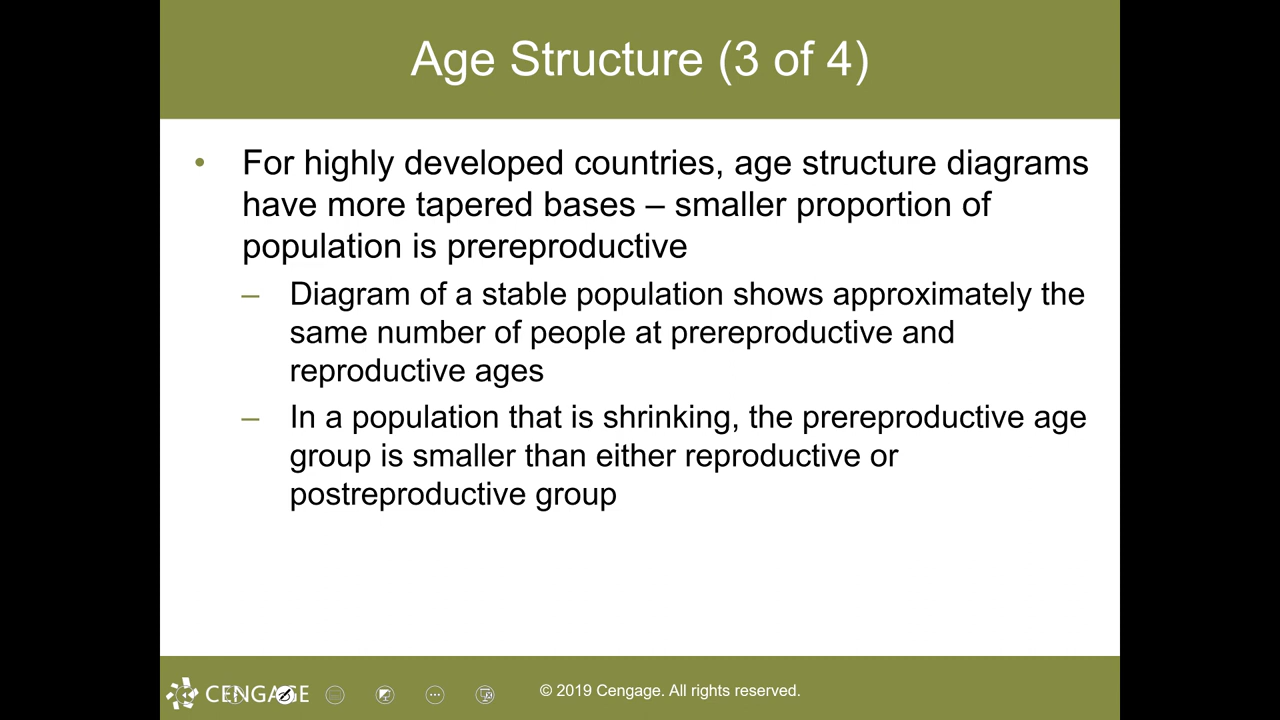 Age Structure (3 of 4)
• For highly developed countries, age structure diagrams
have more tapered bases – smaller proportion of
population is prereproductive
– Diagram of a stable population shows approximately the
same number of people at prereproductive and
reproductive ages
– In a population that is shrinking, the prereproductive age
group is smaller than either reproductive or
postreproductive group
CENGAGE
© 2019 Cengage. All rights reserved.